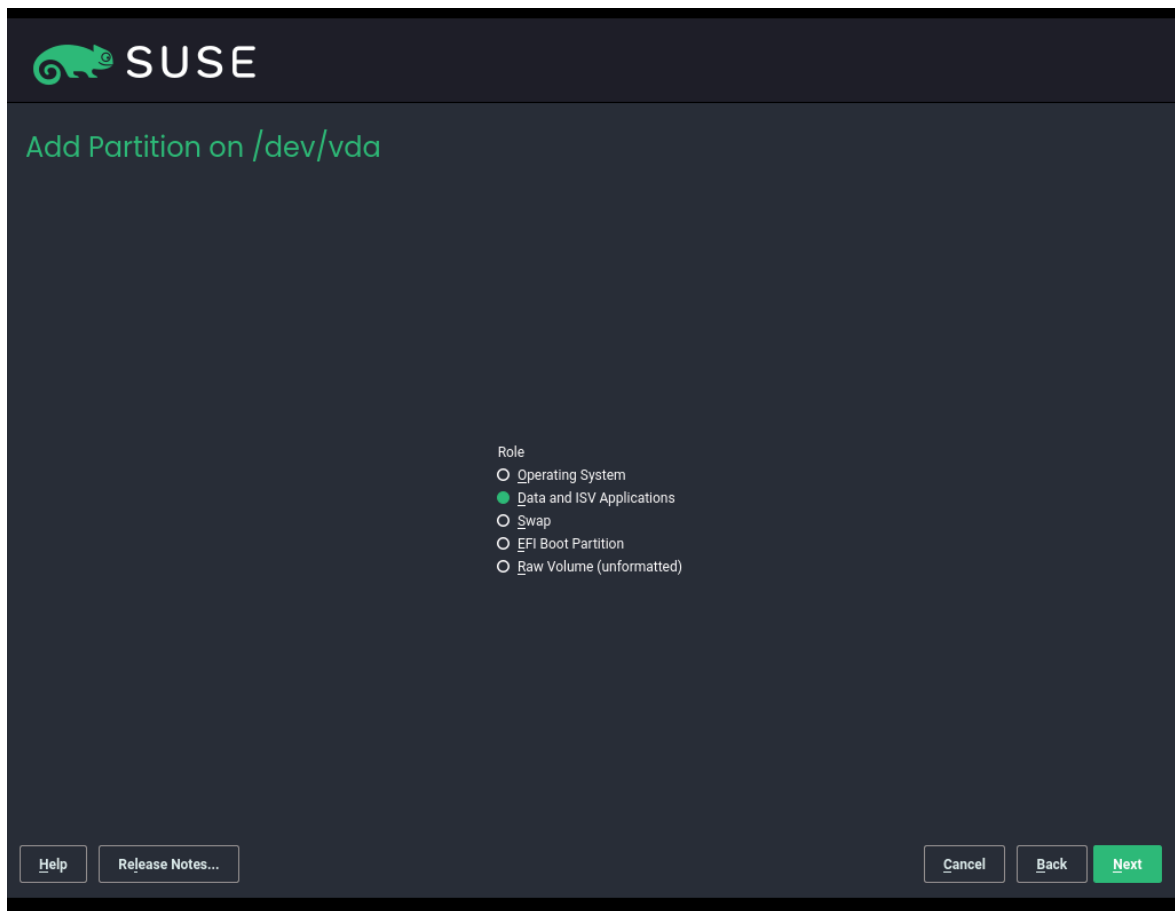 SUSE
Add Partition on /dev/vda
Role
Operating System
Data and ISV Applications
Swap
EFI Boot Partition
Raw Volume (unformatted)
Help
Release Notes...
Cancel
Back
Next